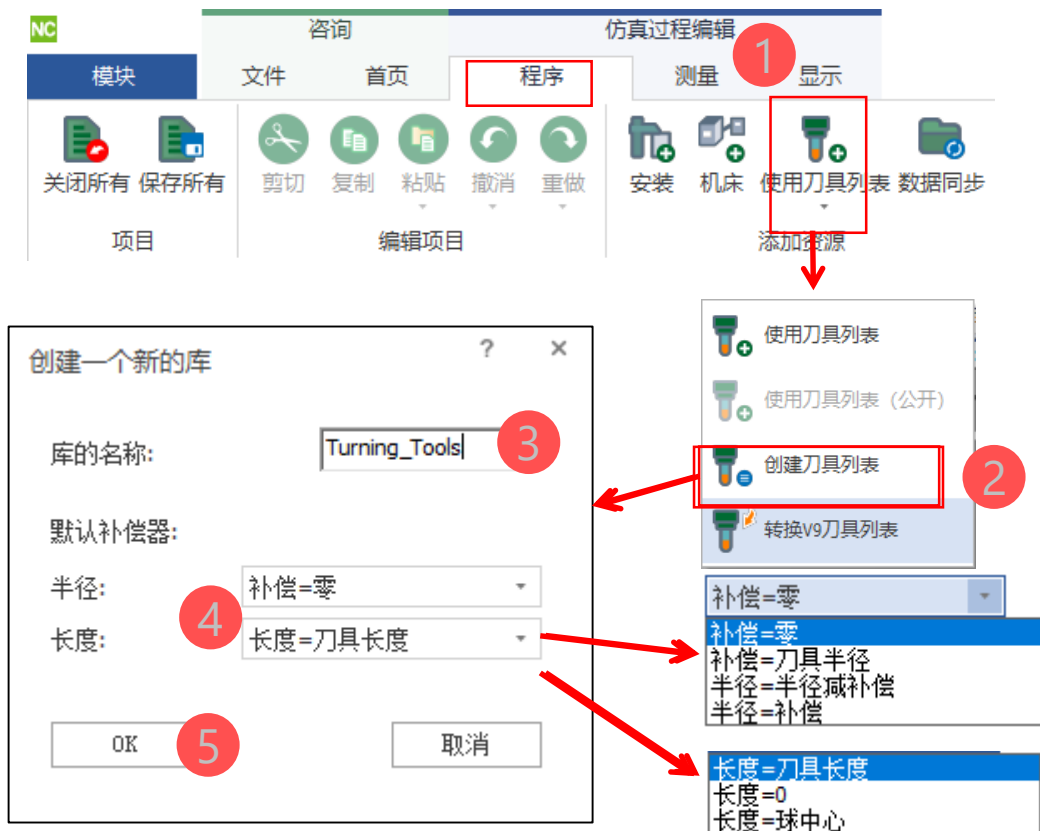 NC
咨询
仿真过程编辑
1
模块
文件
首页
程序
测量
显示
关闭所有
保存所有
剪切
复制
粘贴
撤消
重做
安装
机床
使用刀具列表
数据同步
项目
编辑项目
添加资源
使用刀具列表
使用刀具列表 (公开)
创建刀具列表
2
转换V9刀具列表
创建一个新的库
?
×
库的名称:
Turning_Tools
3
默认补偿器:
半径:
补偿=零
4
长度:
长度=刀具长度
OK
5
取消
补偿=零
补偿=零
补偿=刀具半径
半径=半径减补偿
半径=补偿
长度=刀具长度
长度=0
长度=球中心